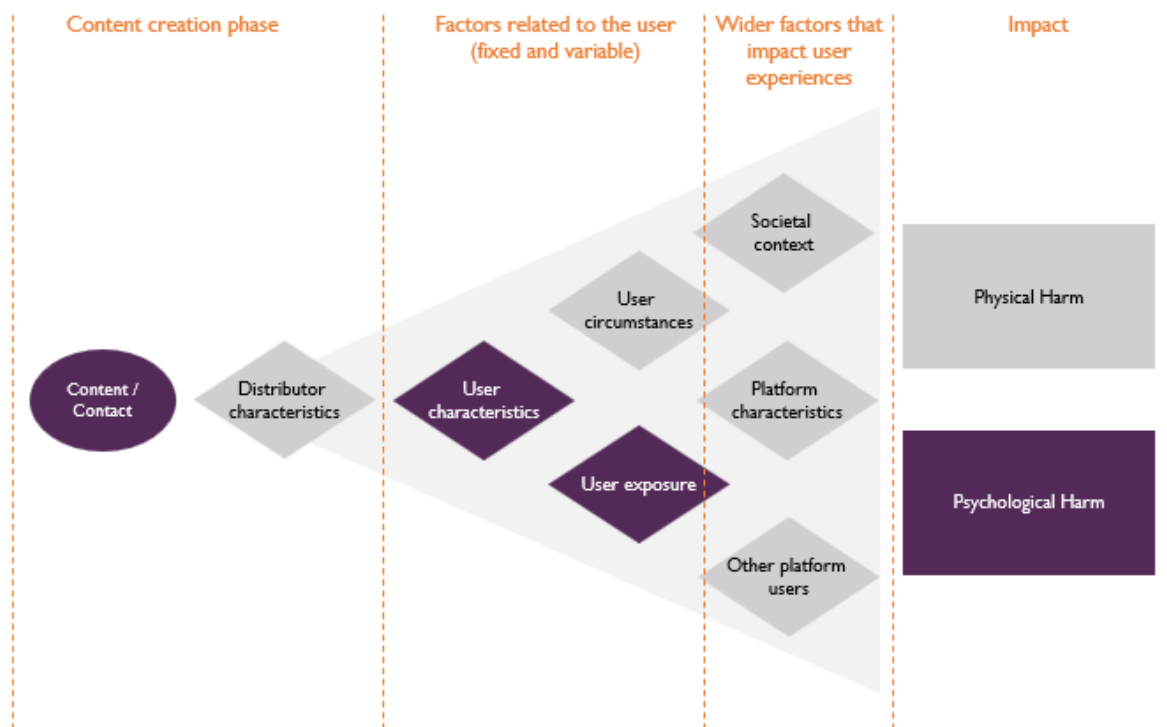 Content creation phase
Factors related to the user
(fixed and variable)
Wider factors that
impact user
experiences
Impact
Societal
context
User
circumstances
Physical Harm
Content /
Contact
Distributor
characteristics
User
characteristics
Platform
characteristics
User exposure
Psychological Harm
Other platform
users